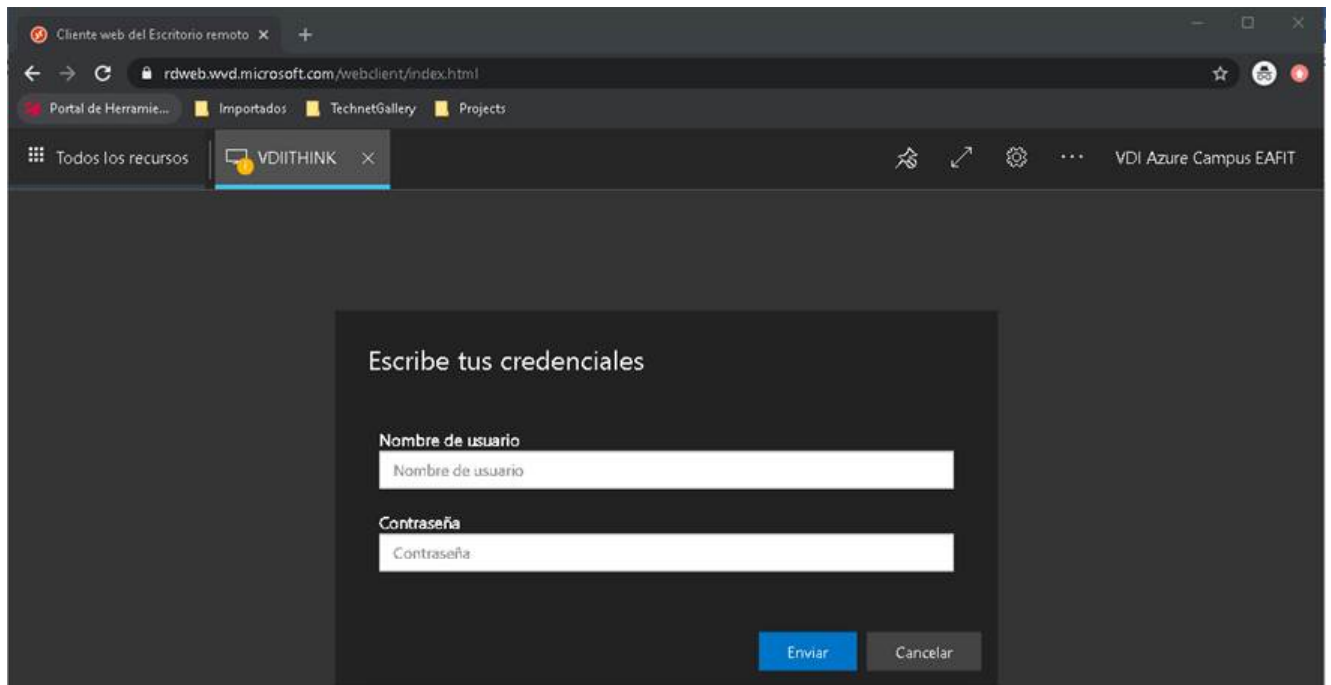 Cliente web del Escritorio remoto
rdweb.wvd.microsoft.com/webclient/index.html
Portal de Herramie... Importados TechnetGallery Projects
Todos los recursos VDIITHINK VDI Azure Campus EAFIT
Escribe tus credenciales
Nombre de usuario
Nombre de usuario
Contraseña
Contraseña
Enviar Cancelar